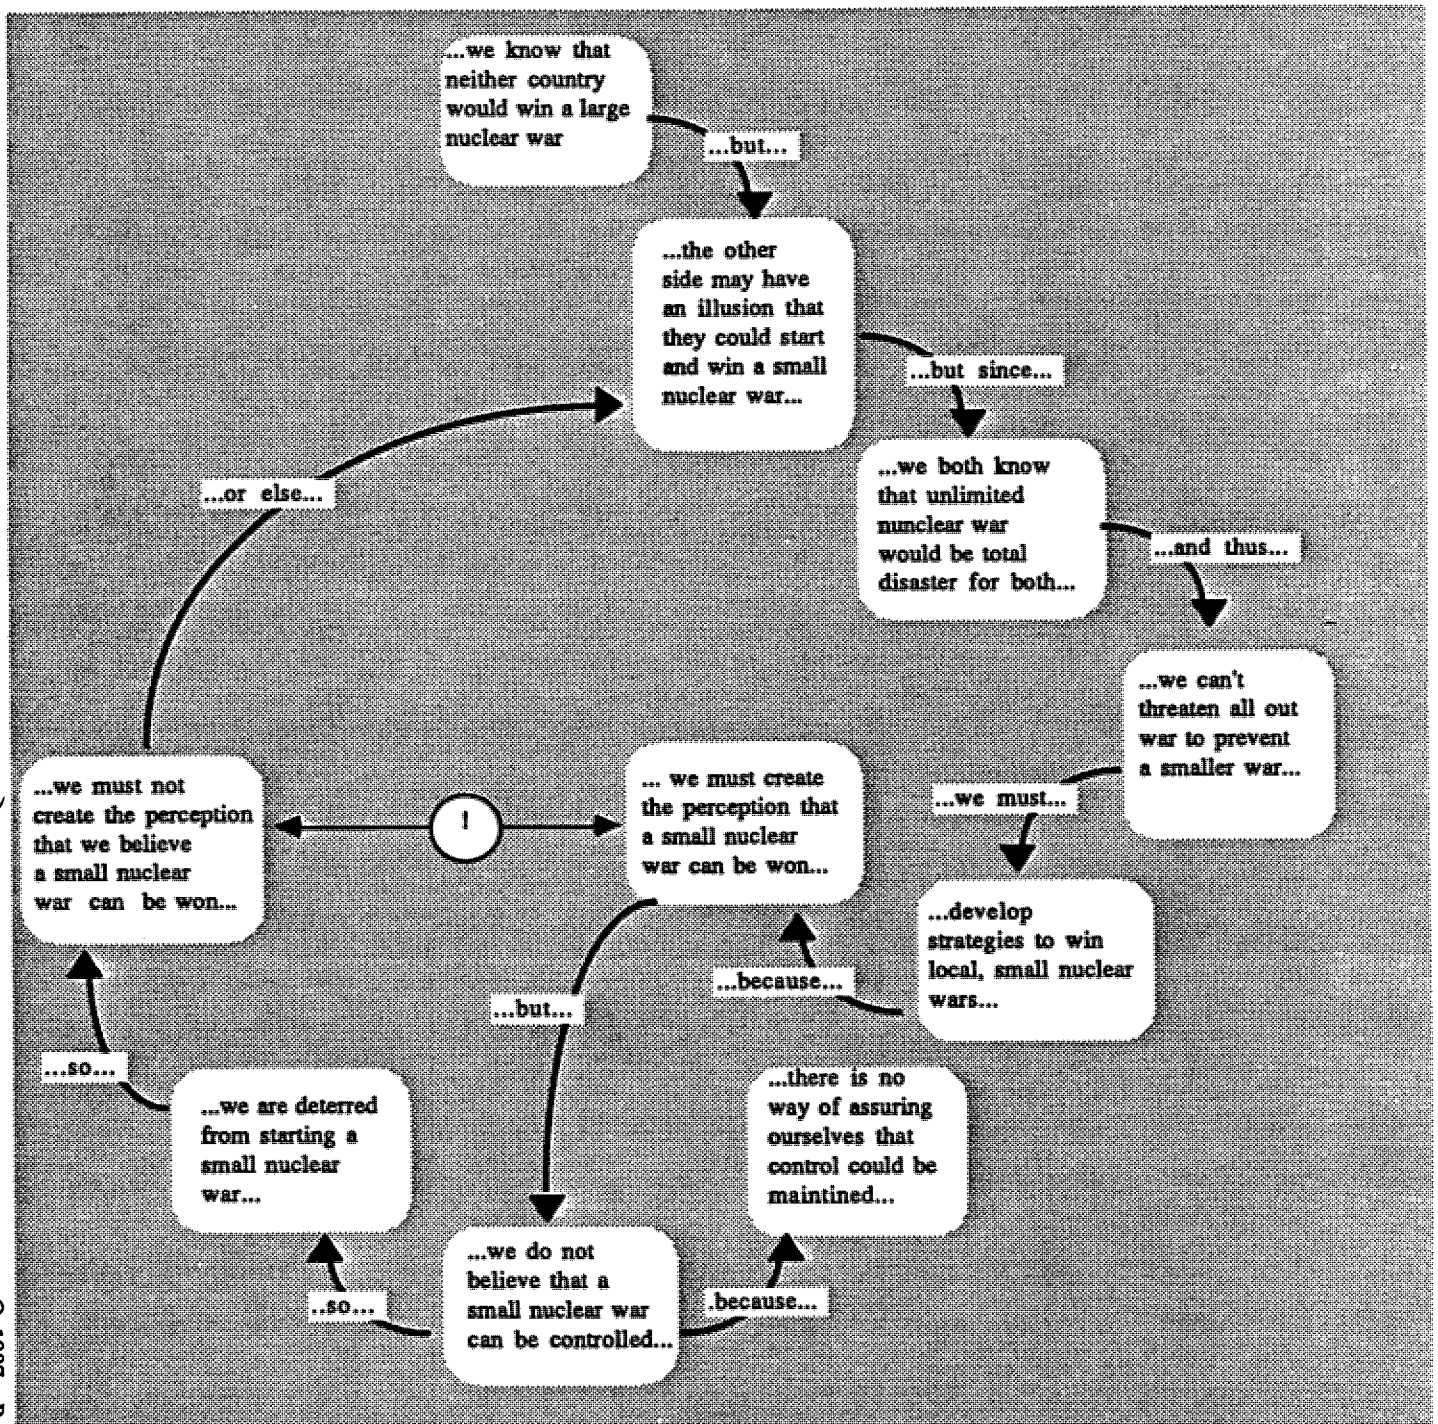 ...we know that
neither country
would win a large
nuclear war
...but...
...the other
side may have
an illusion that
they could start
and win a small
nuclear war...
...but since...
...we both know
that unlimited
nunclear war
would be total
disaster for both...
...and thus...
...we can't
threaten all out
war to prevent
a smaller war...
...we must...
...develop
strategies to win
local, small nuclear
wars...
...because...
... we must create
the perception that
a small nuclear
war can be won...
!
...but...
...we do not
believe that a
small nuclear war
can be controlled...
.because...
...there is no
way of assuring
ourselves that
control could be
maintined...
..so...
...we are deterred
from starting a
small nuclear
war...
...so...
...we must not
create the perception
that we believe
a small nuclear
war can be won...
...or else...